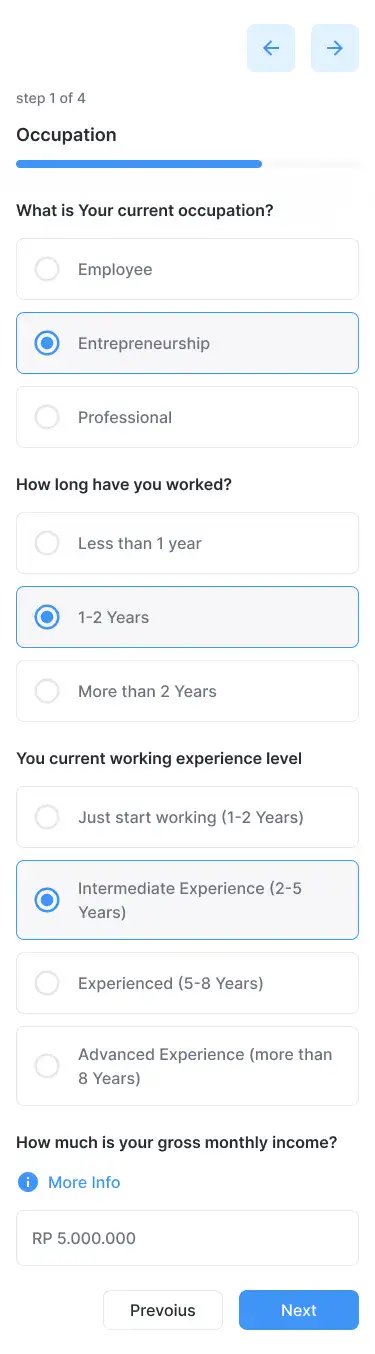 step 1 of 4
Occupation
What is Your current occupation?
Employee
Entrepreneurship
Professional
How long have you worked?
Less than 1 year
1-2 Years
More than 2 Years
You current working experience level
Just start working (1-2 Years)
Intermediate Experience (2-5
Years)
Experienced (5-8 Years)
Advanced Experience (more than
8 Years)
How much is your gross monthly income?
More Info
RP 5.000.000
Prevoius
Next